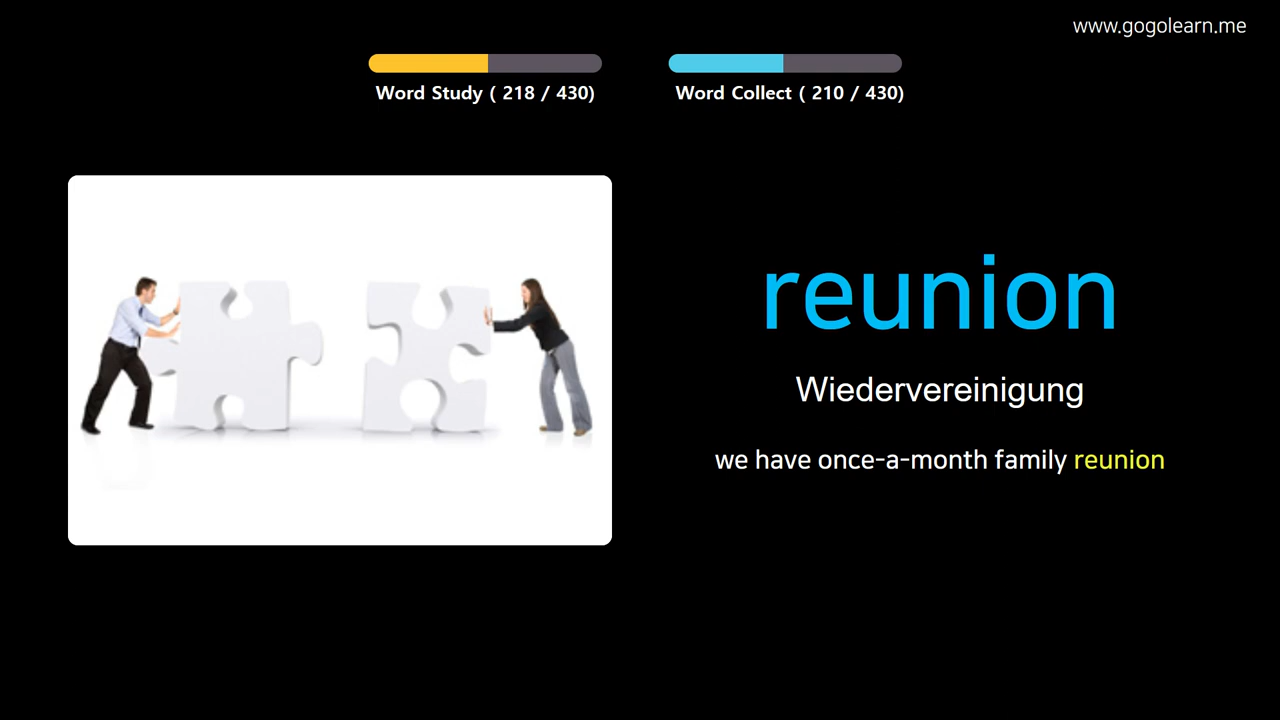 www.gogolearn.me
Word Study ( 218 / 430)
Word Collect ( 210 / 430)
reunion
Wiedervereinigung
we have once-a-month family reunion